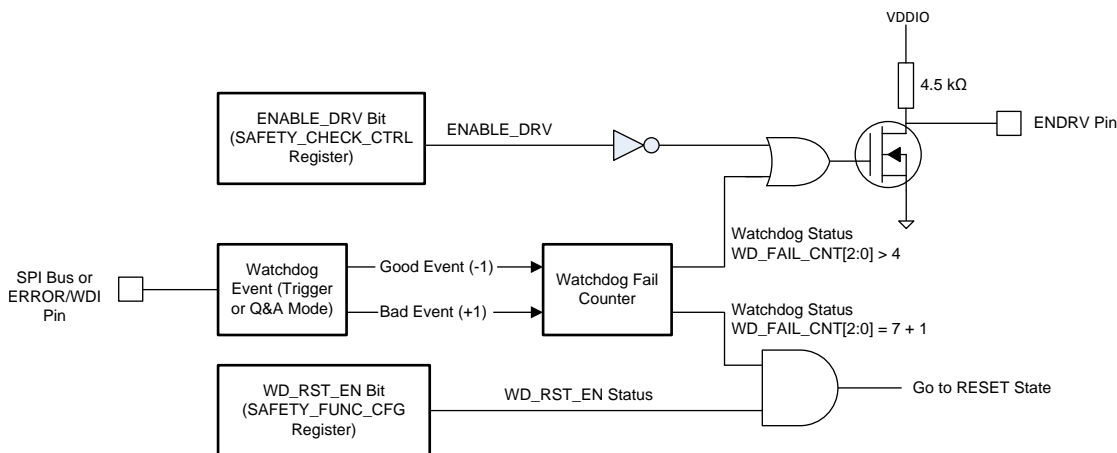 VDDIO
4.5 kΩ
ENDRV Pin
ENABLE_DRV Bit
(SAFETY_CHECK_CTRL
Register)
ENABLE_DRV
Watchdog Status
WD_FAIL_CNT[2:0] > 4
SPI Bus or
ERROR/WDI
Pin
Watchdog
Event (Trigger
or Q&A Mode)
Good Event (-1)
Bad Event (+1)
Watchdog Fail
Counter
Watchdog Status
WD_FAIL_CNT[2:0] = 7 + 1
WD_RST_EN Bit
(SAFETY_FUNC_CFG
Register)
WD_RST_EN Status
Go to RESET State